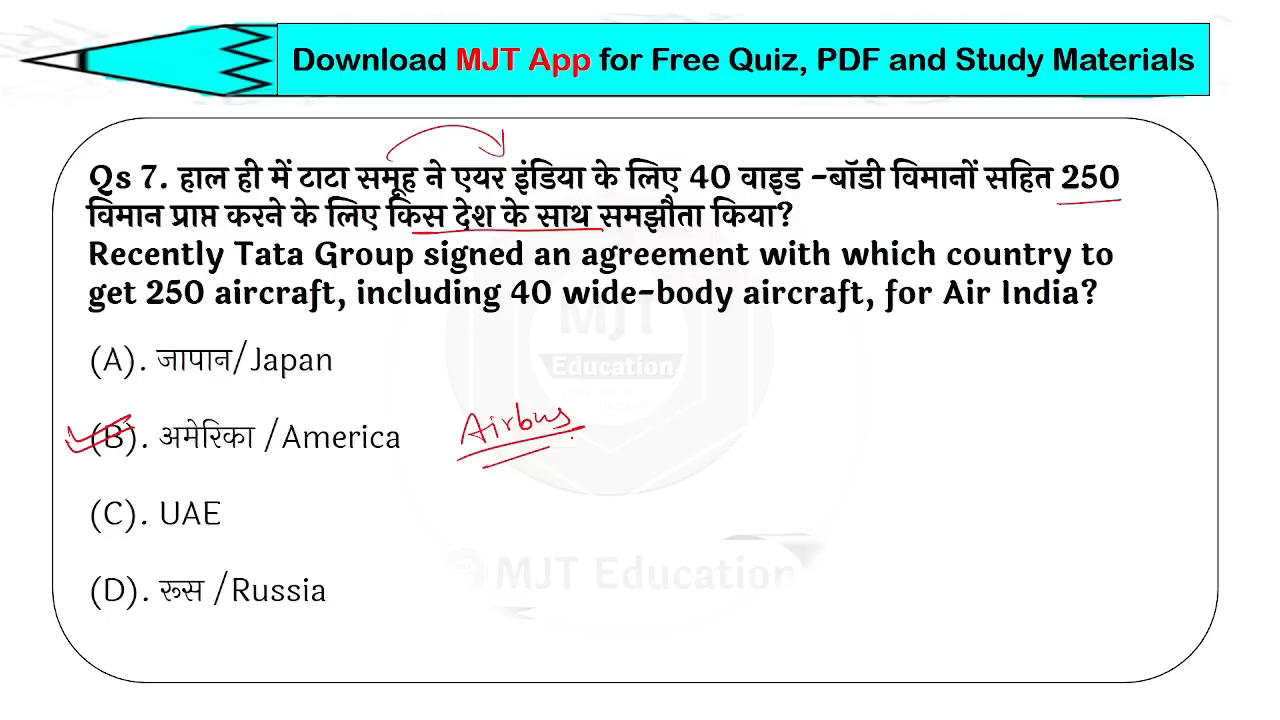 Download MJT App for Free Quiz, PDF and Study Materials
Qs 7. हाल ही में टाटा समूह ने एयर इंडिया के लिए 40 वाइड -बॉडी विमानों सहित 250
विमान प्राप्त करने के लिए किस देश के साथ समझौता किया?
Recently Tata Group signed an agreement with which country to
get 250 aircraft, including 40 wide-body aircraft, for Air India?
MJT
Education
(A). जापान/Japan
(B). अमेरिका /America Airbus
(C). UAE
MJT Education
(D). रूस /Russia